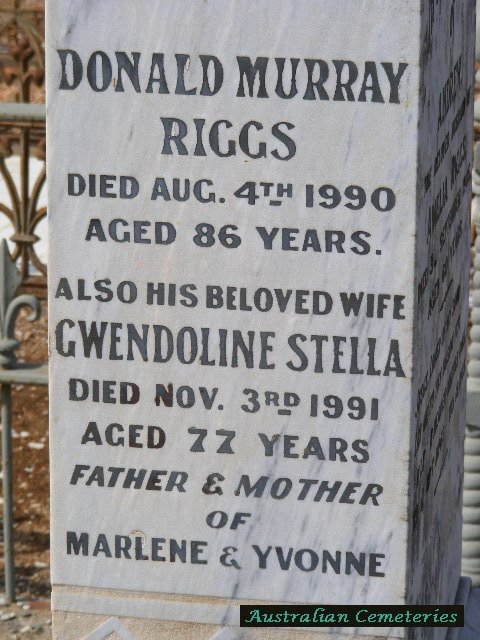 DONALD MURRAY
RIGGS
DIED AUG. 4TH 1990
AGED 86 YEARS.
ALSO HIS BELOVED WIFE
GWENDOLINE STELLA
DIED NOV. 3RD 1991
AGED 77 YEARS
FATHER & MOTHER
OF
MARLENE & YVONNE
Australian Cemeteries